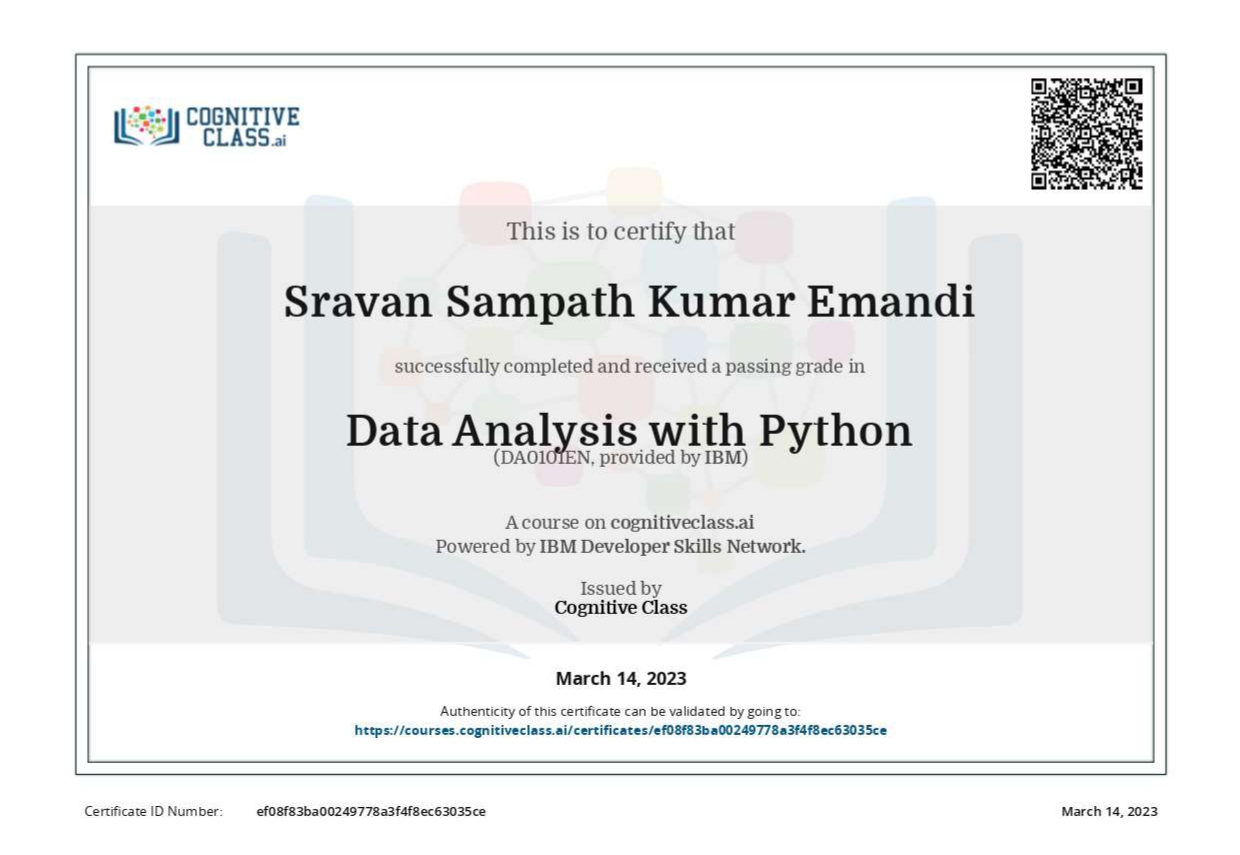 COGNITIVE
CLASS.ai
This is to certify that
Sravan Sampath Kumar Emandi
successfully completed and received a passing grade in
Data Analysis with Python
(DA0101EN, provided by IBM)
A course on cognitiveclass.ai
Powered by IBM Developer Skills Network.
Issued by
Cognitive Class
March 14, 2023
Authenticity of this certificate can be validated by going to:
https://courses.cognitiveclass.ai/certificates/ef08f83ba00249778a3f4f8ec63035ce
Certificate ID Number: ef08f83ba00249778a3f4f8ec63035ce March 14, 2023